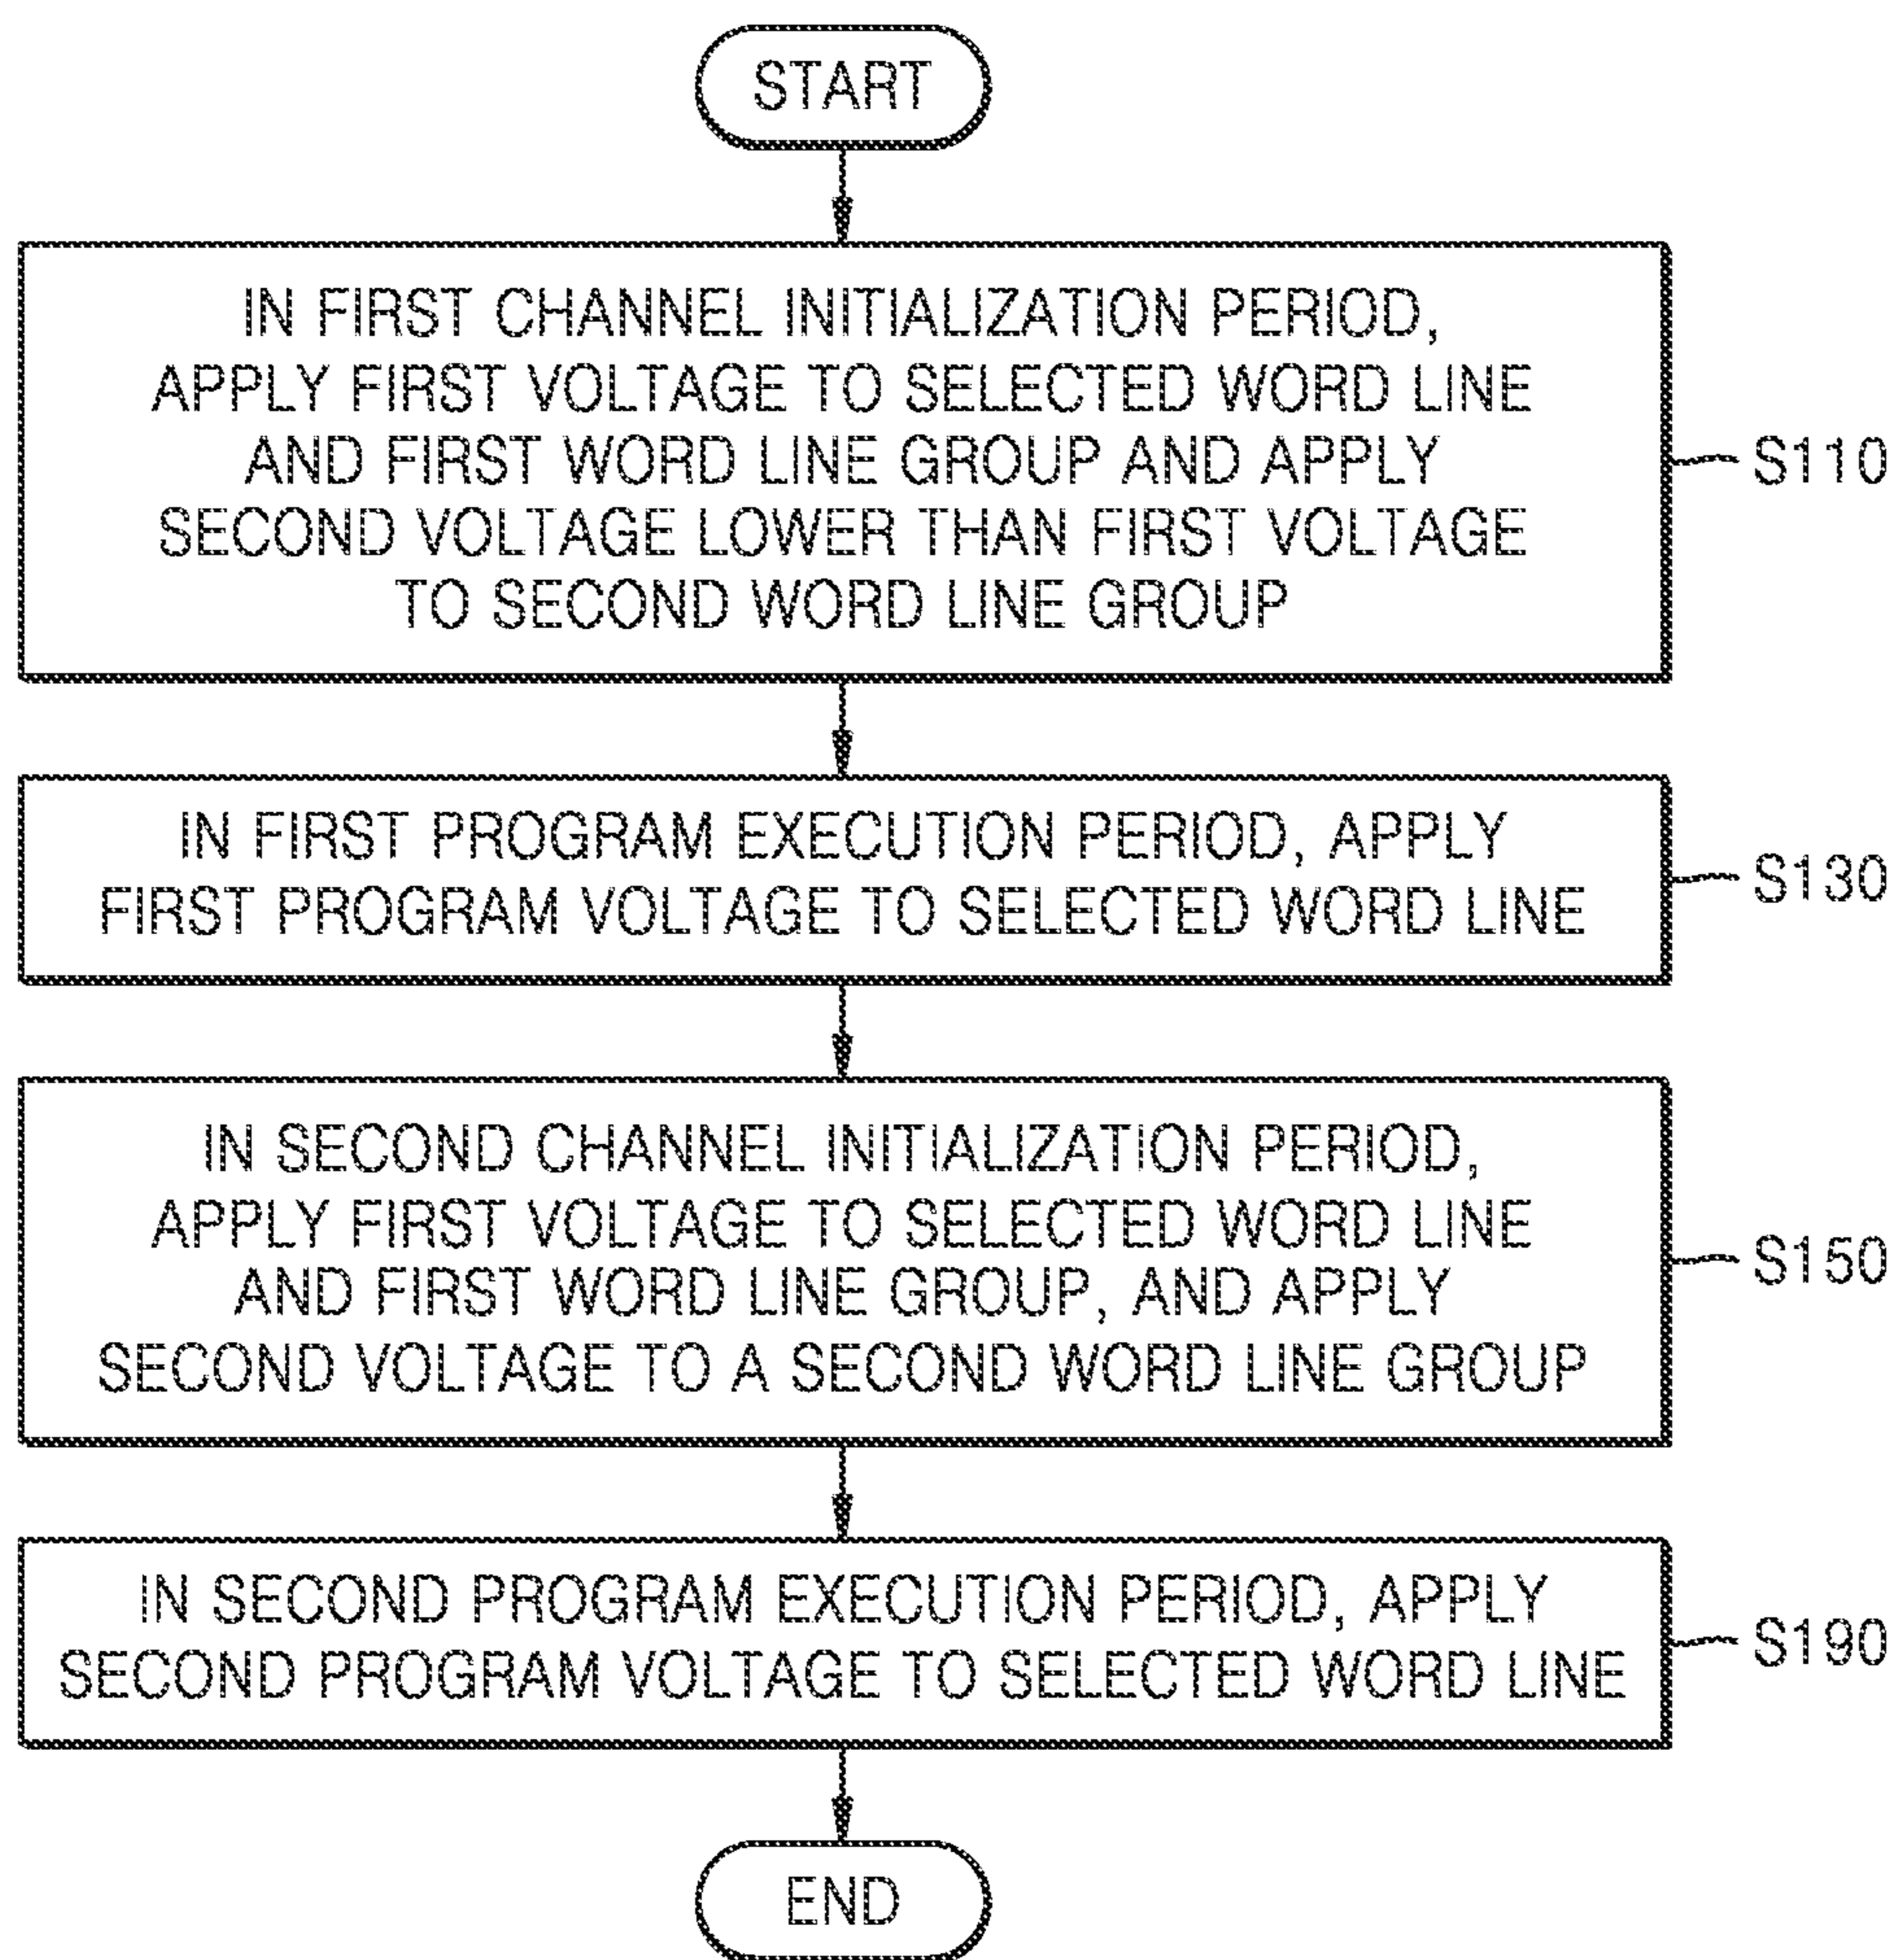 START
IN FIRST CHANNEL INITIALIZATION PERIOD,
APPLY FIRST VOLTAGE TO SELECTED WORD LINE
AND FIRST WORD LINE GROUP AND APPLY
SECOND VOLTAGE LOWER THAN FIRST VOLTAGE
TO SECOND WORD LINE GROUP
S110
IN FIRST PROGRAM EXECUTION PERIOD, APPLY
FIRST PROGRAM VOLTAGE TO SELECTED WORD LINE
S130
IN SECOND CHANNEL INITIALIZATION PERIOD,
APPLY FIRST VOLTAGE TO SELECTED WORD LINE
AND FIRST WORD LINE GROUP, AND APPLY
SECOND VOLTAGE TO A SECOND WORD LINE GROUP
S150
IN SECOND PROGRAM EXECUTION PERIOD, APPLY
SECOND PROGRAM VOLTAGE TO SELECTED WORD LINE
S190
END